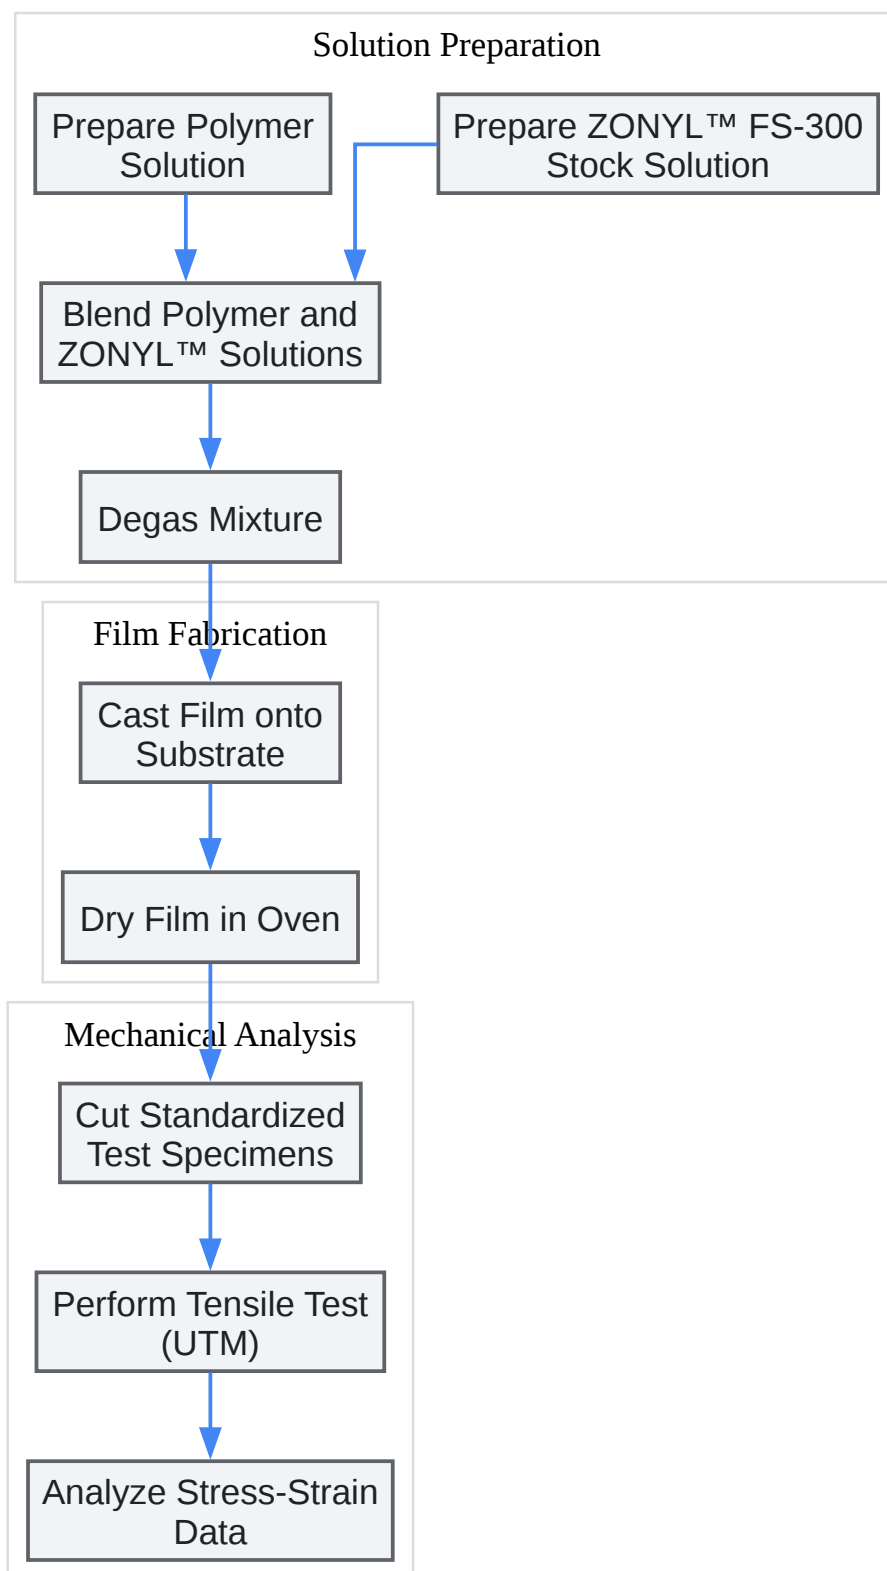 Solution Preparation
Prepare Polymer
Solution
Prepare ZONYL™ FS-300
Stock Solution
Blend Polymer and
ZONYL™ Solutions
Degas Mixture
Film Fabrication
Cast Film onto
Substrate
Dry Film in Oven
Mechanical Analysis
Cut Standardized
Test Specimens
Perform Tensile Test
(UTM)
Analyze Stress-Strain
Data